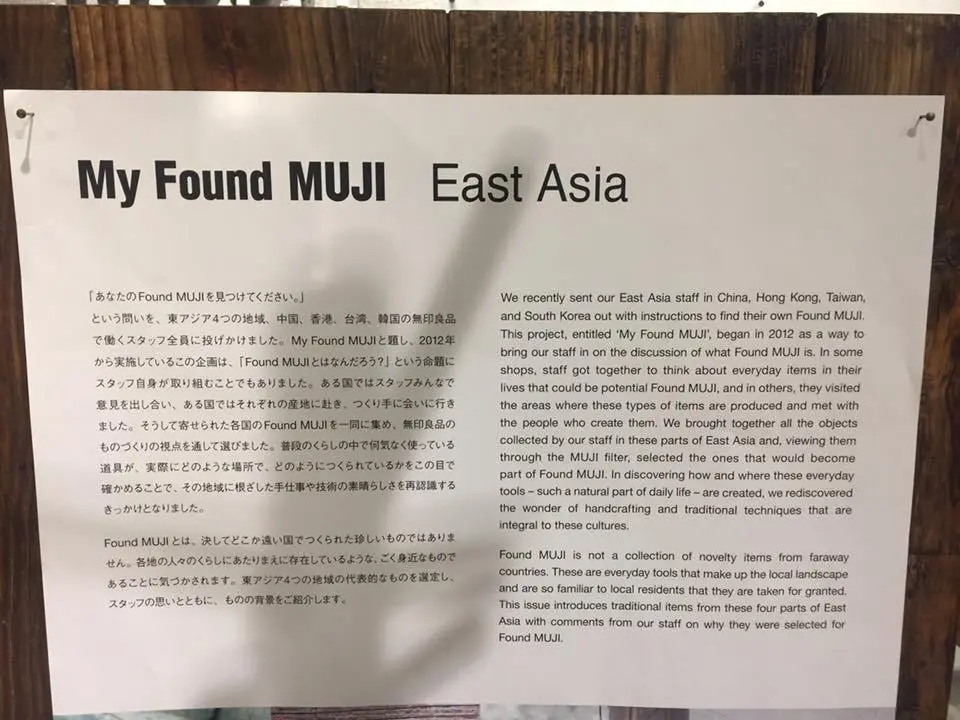 My Found MUJI East Asia
「あなたのFound MUJIを見つけてください。」
という問いを、東アジア4つの地域、中国、香港、台湾、韓国の無印良品
で働くスタッフ全員に投げかけました。My Found MUJIと題し、2012年
から実施しているこの企画は、「Found MUJIとはなんだろう?」という命題に
スタッフ自身が取り組むことでもありました。ある国ではスタッフみんなで
意見を出し合い、ある国ではそれぞれの産地に赴き、つくり手に会いに行き
ました。そうして寄せられた各国のFound MUJIを一同に集め、無印良品の
ものづくりの視点を通して選びました。普段のくらしの中で何気なく使っている
道具が、実際にどのような場所で、どのようにつくられているかをこの目で
確かめることで、その地域に根ざした手仕事や技術の素晴らしさを再認識する
きっかけとなりました。
Found MUJIとは、決してどこか遠い国でつくられた珍しいものではありま
せん。各地の人々のくらしにあたりまえに存在しているような、ごく身近なもので
あることに気づかされます。東アジア4つの地域の代表的なものを選定し、
スタッフの思いとともに、ものの背景をご紹介します。
We recently sent our East Asia staff in China, Hong Kong, Taiwan,
and South Korea out with instructions to find their own Found MUJI.
This project, entitled ‘My Found MUJI’, began in 2012 as a way to
bring our staff in on the discussion of what Found MUJI is. In some
shops, staff got together to think about everyday items in their
lives that could be potential Found MUJI, and in others, they visited
the areas where these types of items are produced and met with
the people who create them. We brought together all the objects
collected by our staff in these parts of East Asia and, viewing them
through the MUJI filter, selected the ones that would become
part of Found MUJI. In discovering how and where these everyday
tools – such a natural part of daily life – are created, we rediscovered
the wonder of handcrafting and traditional techniques that are
integral to these cultures.
Found MUJI is not a collection of novelty items from faraway
countries. These are everyday tools that make up the local landscape
and are so familiar to local residents that they are taken for granted.
This issue introduces traditional items from these four parts of East
Asia with comments from our staff on why they were selected for
Found MUJI.